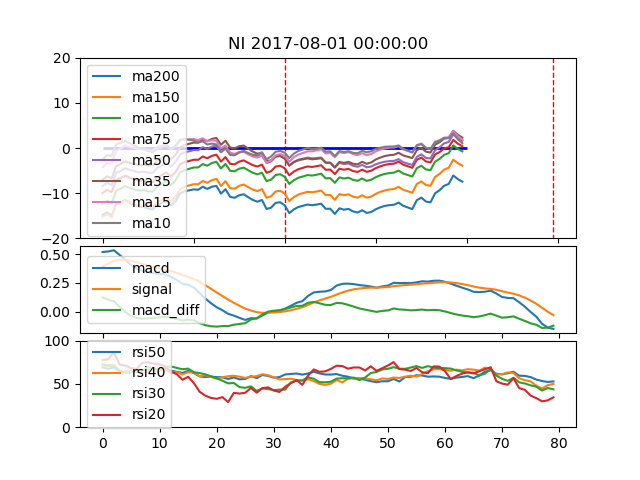 NI 2017-08-01 00:00:00
20
10
0
−10
−20
ma200
ma150
ma100
ma75
ma50
ma35
ma15
ma10
0.50
0.25
0.00
macd
signal
macd_diff
100
50
0
rsi50
rsi40
rsi30
rsi20
0 10 20 30 40 50 60 70 80